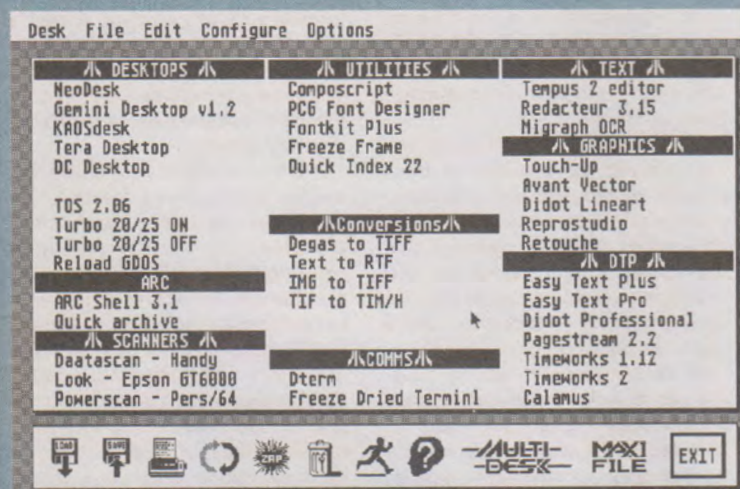 Desk File Edit Configure Options
DESKTOPS
NeoDesk
Gemini Desktop v1.2
KAOSdesk
Tera Desktop
DC Desktop
TOS 2.06
Turbo 20/25 ON
Turbo 20/25 OFF
Reload GDOS
ARC
ARC Shell 3.1
Quick archive
SCANNERS
Daatascan - Handy
Look - Epson GT6000
Powerscan - Pers/64
UTILITIES
Composcript
PCG Font Designer
Fontkit Plus
Freeze Frame
Quick Index 22
Conversions
Degas to TIFF
Text to RTF
IMG to TIFF
TIF to TIM/H
COMMS
Dterm
Freeze Dried Terminl
TEXT
Tempus 2 editor
Redacteur 3.15
Migraph OCR
GRAPHICS
Touch-Up
Avant Vector
Didot Lineart
Reprostudio
Retouche
DTP
Easy Text Plus
Easy Text Pro
Didot Professional
Pagestream 2.2
Timeworks 1.12
Timeworks 2
Calamus
LOAD
SAVE
ZAP
MULTI-
DESK
MAXI
FILE
EXIT